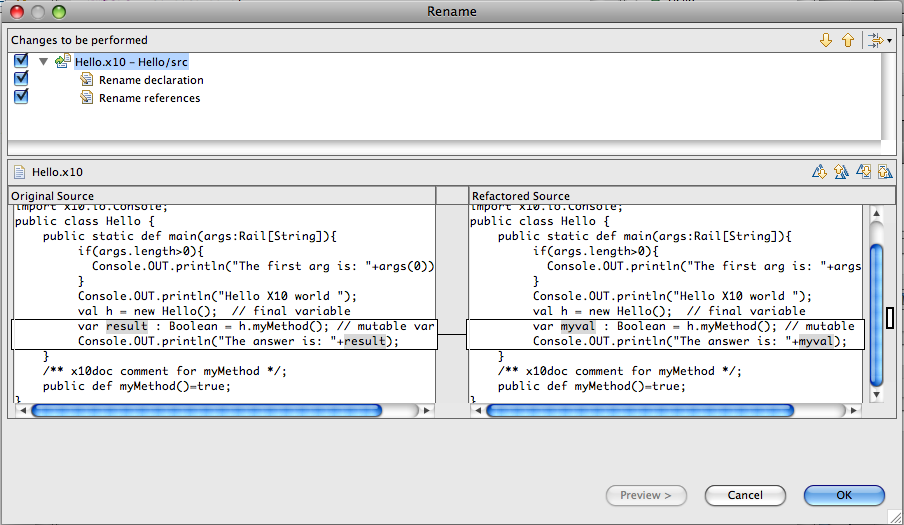 Rename
Changes to be performed
Hello.x10 – Hello/src
Rename declaration
Rename references
Hello.x10
Original Source
import x10.io.Console;
public class Hello {
public static def main(args:Rail[String]){
if(args.length>0){
Console.OUT.println("The first arg is: "+args(0))
}
Console.OUT.println("Hello X10 world ");
val h = new Hello();  // final variable
var result : Boolean = h.myMethod(); // mutable var
Console.OUT.println("The answer is: "+result);
}
/** x10doc comment for myMethod */;
public def myMethod()=true;
}
Refactored Source
import x10.io.Console;
public class Hello {
public static def main(args:Rail[String]){
if(args.length>0){
Console.OUT.println("The first arg is: "+args
}
Console.OUT.println("Hello X10 world ");
val h = new Hello();  // final variable
var myval : Boolean = h.myMethod(); // mutable
Console.OUT.println("The answer is: "+myval);
}
/** x10doc comment for myMethod */;
public def myMethod()=true;
}
Preview >
Cancel
OK